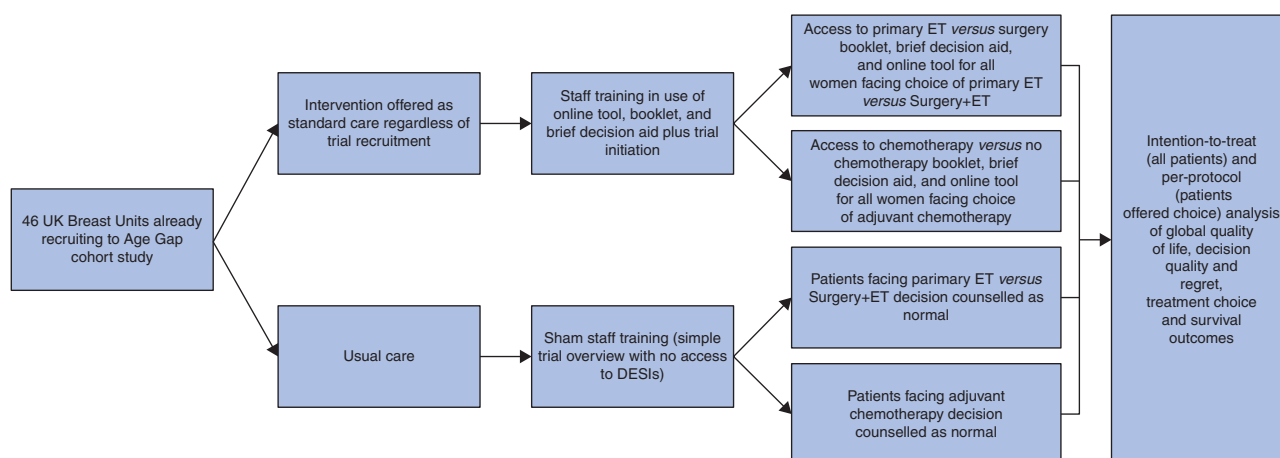 46 UK Breast Units already
recruiting to Age Gap
cohort study
Intervention offered as
standard care regardless of
trial recruitment
Usual care
Staff training in use of
online tool, booklet, and
brief decision aid plus trial
initiation
Sham staff training (simple
trial overview with no access
to DESIs)
Access to primary ET versus surgery
booklet, brief decision aid,
and online tool for all
women facing choice of primary ET
versus Surgery+ET
Access to chemotherapy versus no
chemotherapy booklet, brief
decision aid, and online tool
for all women facing choice
of adjuvant chemotherapy
Patients facing parimary ET versus
Surgery+ET decision counselled as
normal
Patients facing adjuvant
chemotherapy decision
counselled as normal
Intention-to-treat
(all patients) and
per-protocol
(patients
offered choice) analysis
of global quality
of life, decision
quality and
regret,
treatment choice
and survival
outcomes